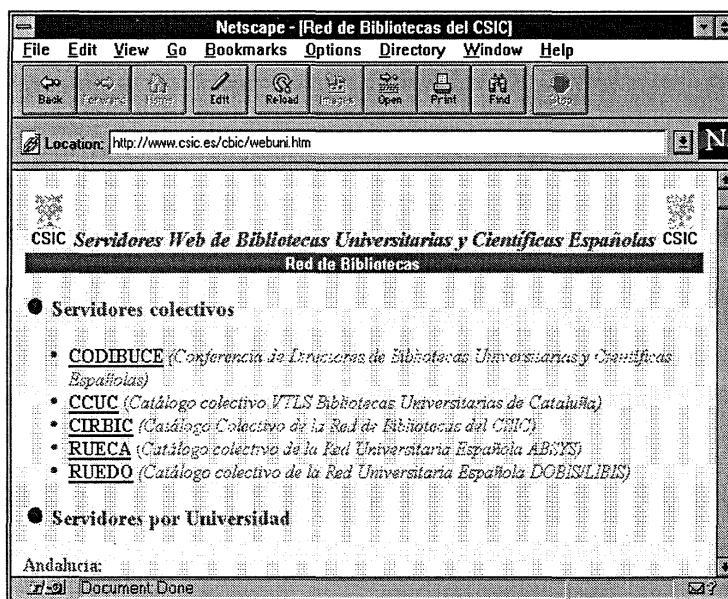 Netscape - [Red de Bibliotecas del CSIC]
File Edit View Go Bookmarks Options Directory Window Help
Back Forward Home Edit Reload Images Open Print Find Stop
Location: http://www.csic.es/cbic/webuni.htm
N
CSIC Servidores Web de Bibliotecas Universitarias y Científicas Españolas CSIC
Red de Bibliotecas
Servidores colectivos
CODIBUCE (Conferencia de Directores de Bibliotecas Universitarias y Científicas
Españolas)
CCUC (Catálogo colectivo VTLS Bibliotecas Universitarias de Cataluña)
CIRBIC (Catálogo Colectivo de la Red de Bibliotecas del CSIC)
RUECA (Catálogo colectivo de la Red Universitaria Española ABSYS)
RUEDO (Catálogo colectivo de la Red Universitaria Española DOBIS/LIBIS)
Servidores por Universidad
Andalucía:
Document: Done